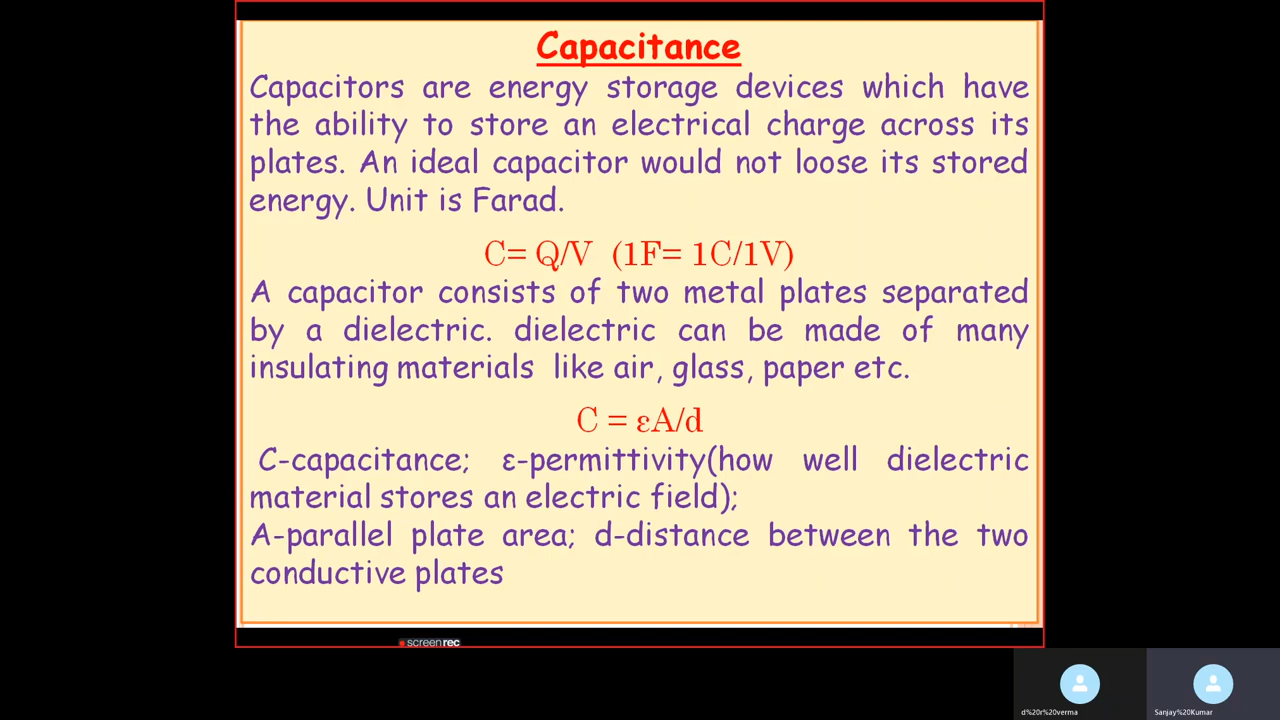 Capacitance
Capacitors are energy storage devices which have
the ability to store an electrical charge across its
plates. An ideal capacitor would not loose its stored
energy. Unit is Farad.
C= Q/V (1F= 1C/1V)
A capacitor consists of two metal plates separated
by a dielectric. dielectric can be made of many
insulating materials like air, glass, paper etc.
C = εA/d
C-capacitance; ε-permittivity(how well dielectric
material stores an electric field);
A-parallel plate area; d-distance between the two
conductive plates
screenrec
d%20r%20verma
Sanjay%20Kumar